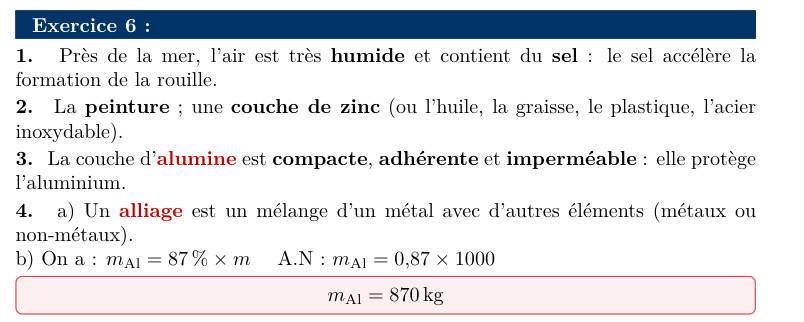 Exercice 6 :
1. Près de la mer, l'air est très humide et contient du sel : le sel accélère la
formation de la rouille.
2. La peinture ; une couche de zinc (ou l'huile, la graisse, le plastique, l'acier
inoxydable).
3. La couche d'alumine est compacte, adhérente et imperméable : elle protège
l'aluminium.
4. a) Un alliage est un mélange d'un métal avec d'autres éléments (métaux ou
non-métaux).
b) On a : mAl = 87 % × m A.N : mAl = 0,87 × 1000
mAl = 870 kg